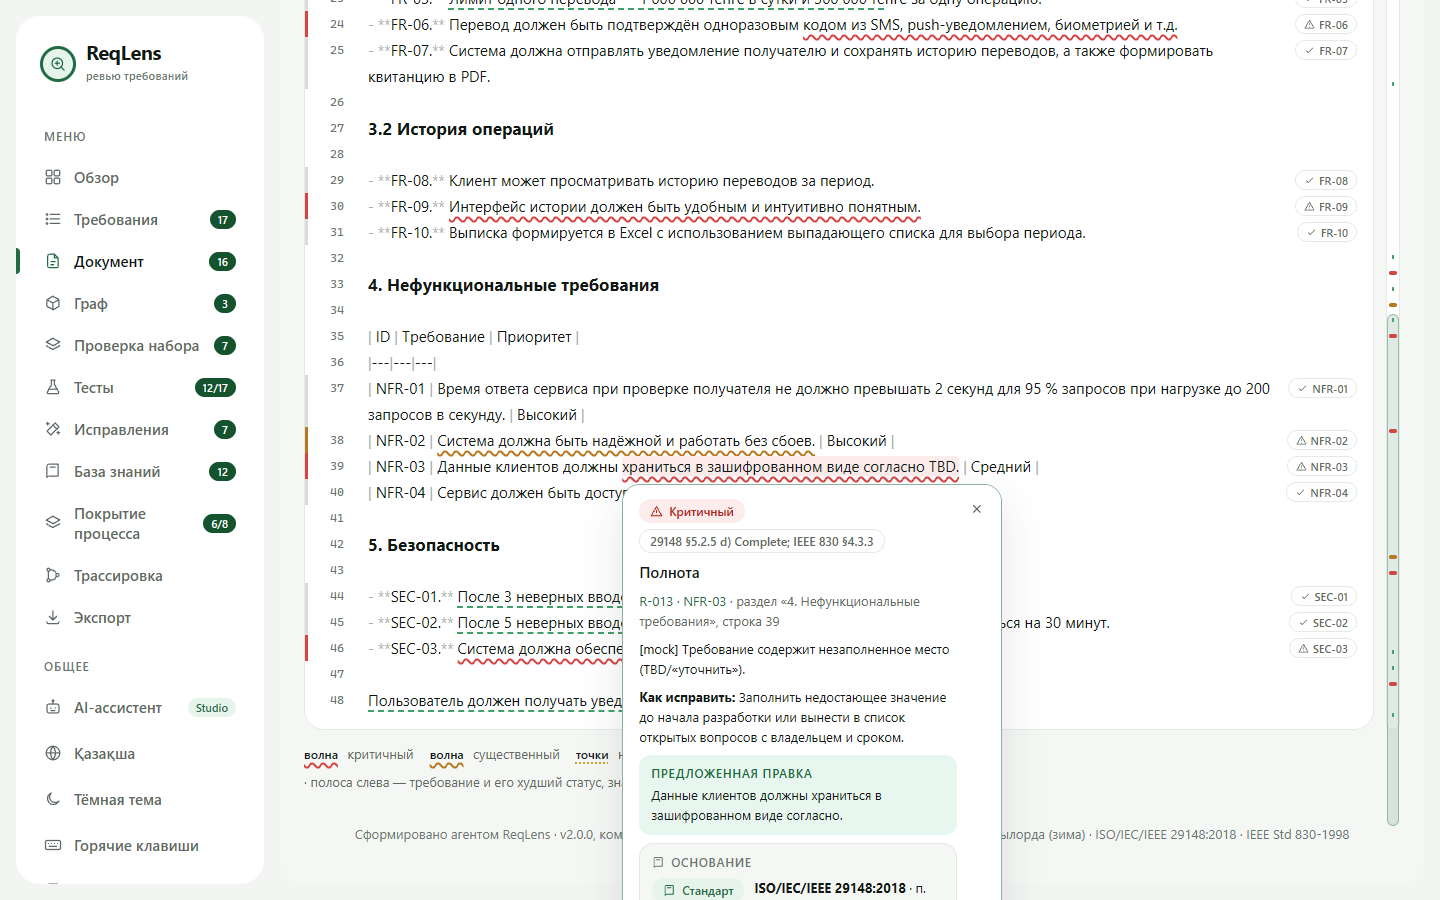 ReqLens
ревью требований
МЕНЮ
Обзор
Требования 17
Документ 16
Граф 3
Проверка набора 7
Тесты 12/17
Исправления 7
База знаний 12
Покрытие процесса 6/8
Трассировка
Экспорт
ОБЩЕЕ
AI-ассистент Studio
Қазақша
Тёмная тема
Горячие клавиши
24 - **FR-06.** Перевод должен быть подтверждён одноразовым кодом из SMS, push-уведомлением, биометрией и т.д. FR-06
25 - **FR-07.** Система должна отправлять уведомление получателю и сохранять историю переводов, а также формировать FR-07
квитанцию в PDF.
26
27 3.2 История операций
28
29 - **FR-08.** Клиент может просматривать историю переводов за период. FR-08
30 - **FR-09.** Интерфейс истории должен быть удобным и интуитивно понятным. FR-09
31 - **FR-10.** Выписка формируется в Excel с использованием выпадающего списка для выбора периода. FR-10
32
33 4. Нефункциональные требования
34
35 | ID | Требование | Приоритет |
36 |---|---|---|
37 | NFR-01 | Время ответа сервиса при проверке получателя не должно превышать 2 секунд для 95 % запросов при нагрузке до 200 NFR-01
запросов в секунду. | Высокий |
38 | NFR-02 | Система должна быть надёжной и работать без сбоев. | Высокий | NFR-02
39 | NFR-03 | Данные клиентов должны храниться в зашифрованном виде согласно TBD. | Средний | NFR-03
40 | NFR-04 | Сервис должен быть NFR-04
41
42 5. Безопасность
43
44 - **SEC-01.** После 3 неверных SEC-01
45 - **SEC-02.** После 5 неверных на 30 минут. SEC-02
46 - **SEC-03.** Система должна SEC-03
47
48 Пользователь должен получать
Критичный
29148 §5.2.5 d) Complete; IEEE 830 §4.3.3
Полнота
R-013 · NFR-03 · раздел «4. Нефункциональные
требования», строка 39
[mock] Требование содержит незаполненное место
(TBD/«уточнить»).
Как исправить: Заполнить недостающее значение
до начала разработки или вынести в список
открытых вопросов с владельцем и сроком.
ПРЕДЛОЖЕННАЯ ПРАВКА
Данные клиентов должны храниться в
зашифрованном виде согласно.
ОСНОВАНИЕ
Стандарт ISO/IEC/IEEE 29148:2018 · п.
волна критичный волна существенный точки
· полоса слева — требование и его худший статус,
Сформировано агентом ReqLens · v2.0.0, (зима) · ISO/IEC/IEEE 29148:2018 · IEEE Std 830-1998